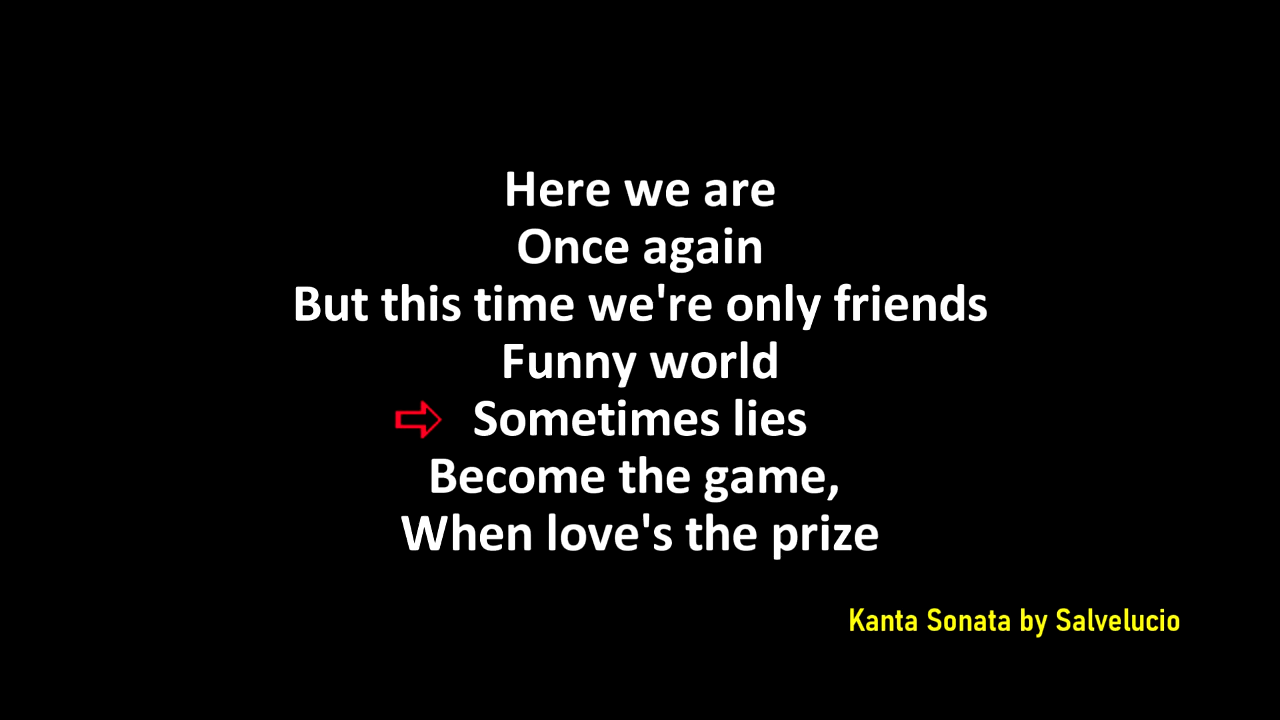 Here we are
Once again
But this time we're only friends
Funny world
⇨ Sometimes lies
Become the game,
When love's the prize
Kanta Sonata by Salvelucio